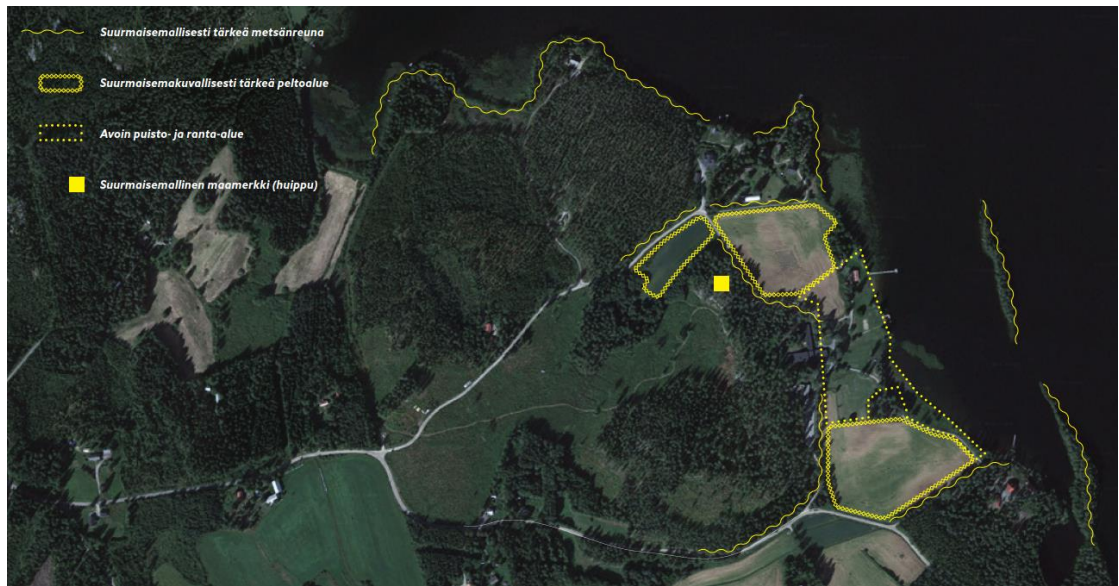 Suurmaisemallisesti tärkeä metsänreuna
Suurmaisemakuvallisesti tärkeä peltoalue
Avoin puisto- ja ranta-alue
Suurmaisemallinen maamerkki (huippu)